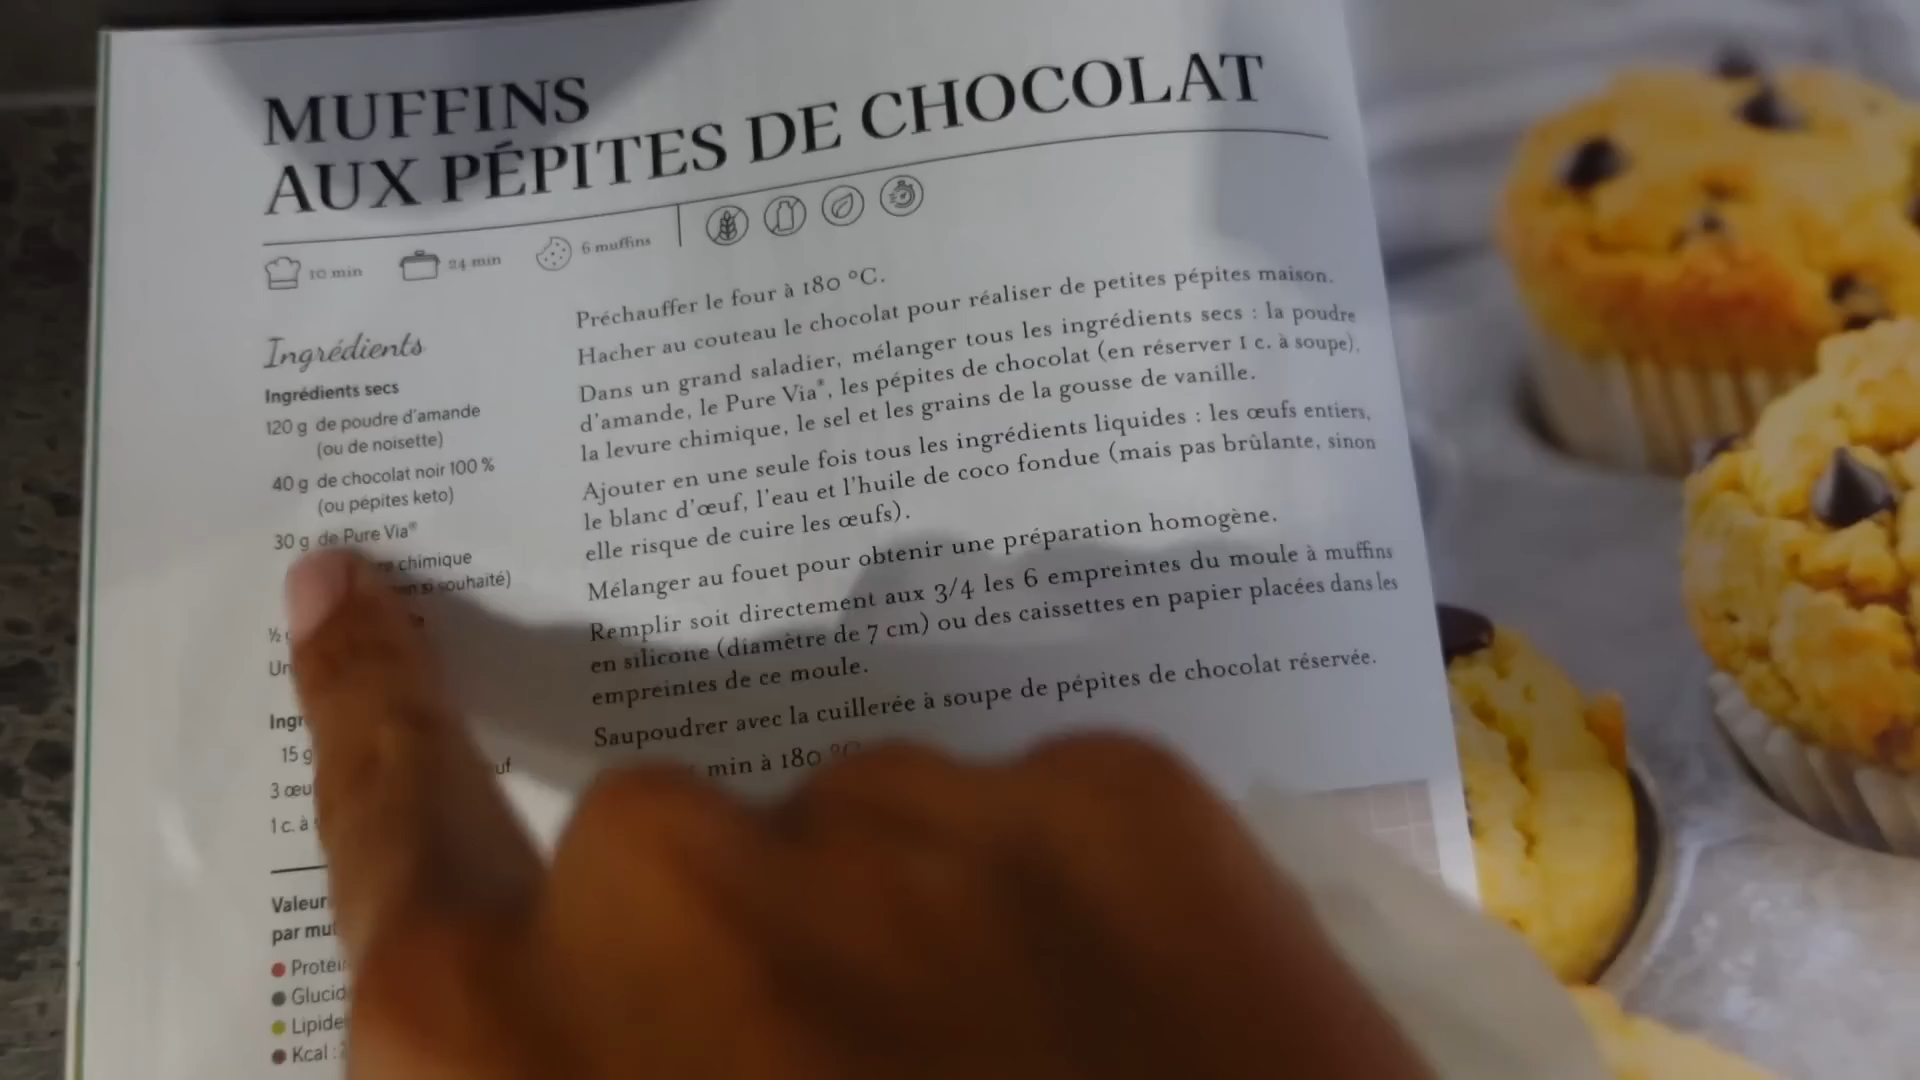 MUFFINS
AUX PÉPITES DE CHOCOLAT
10 min
24 min
6 muffins
Ingrédients
Ingrédients secs
120 g de poudre d'amande
(ou de noisette)
40 g de chocolat noir 100 %
(ou pépites keto)
30 g de Pure Via®
chimique
si souhaité)
½
15 g
3
1 c. à
Valeur
par
Kcal :
Préchauffer le four à 180 °C.
Hacher au couteau le chocolat pour réaliser de petites pépites maison.
Dans un grand saladier, mélanger tous les ingrédients secs : la poudre
d'amande, le Pure Via®, les pépites de chocolat (en réserver 1 c. à soupe),
la levure chimique, le sel et les grains de la gousse de vanille.
Ajouter en une seule fois tous les ingrédients liquides : les œufs entiers,
le blanc d'œuf, l'eau et l'huile de coco fondue (mais pas brûlante, sinon
elle risque de cuire les œufs).
Mélanger au fouet pour obtenir une préparation homogène.
Remplir soit directement aux 3/4 les 6 empreintes du moule à muffins
en silicone (diamètre de 7 cm) ou des caissettes en papier placées dans les
empreintes de ce moule.
Saupoudrer avec la cuillerée à soupe de pépites de chocolat réservée.
min à 180 °C